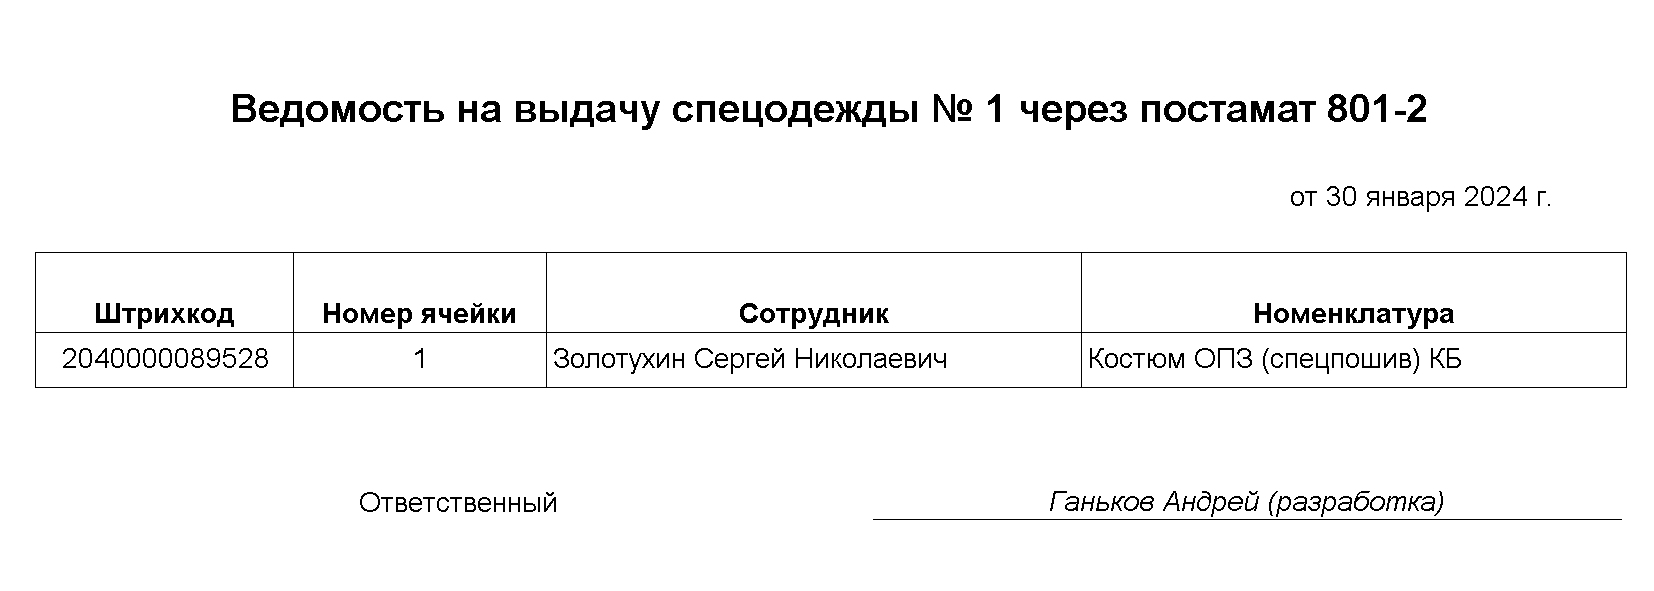 Ведомость на выдачу спецодежды № 1 через постамат 801-2
от 30 января 2024 г.
Штрихкод Номер ячейки Сотрудник Номенклатура
2040000089528 1 Золотухин Сергей Николаевич Костюм ОПЗ (спецпошив) КБ
Ответственный Ганьков Андрей (разработка)